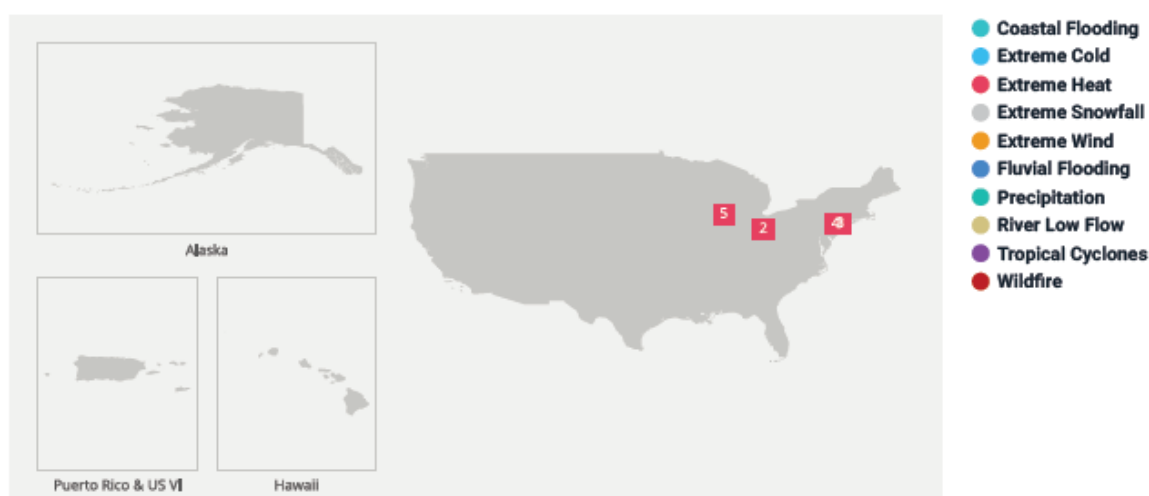 Alaska
Puerto Rico & US VI
Hawaii
5
2
Coastal Flooding
Extreme Cold
Extreme Heat
Extreme Snowfall
Extreme Wind
Fluvial Flooding
Precipitation
River Low Flow
Tropical Cyclones
Wildfire